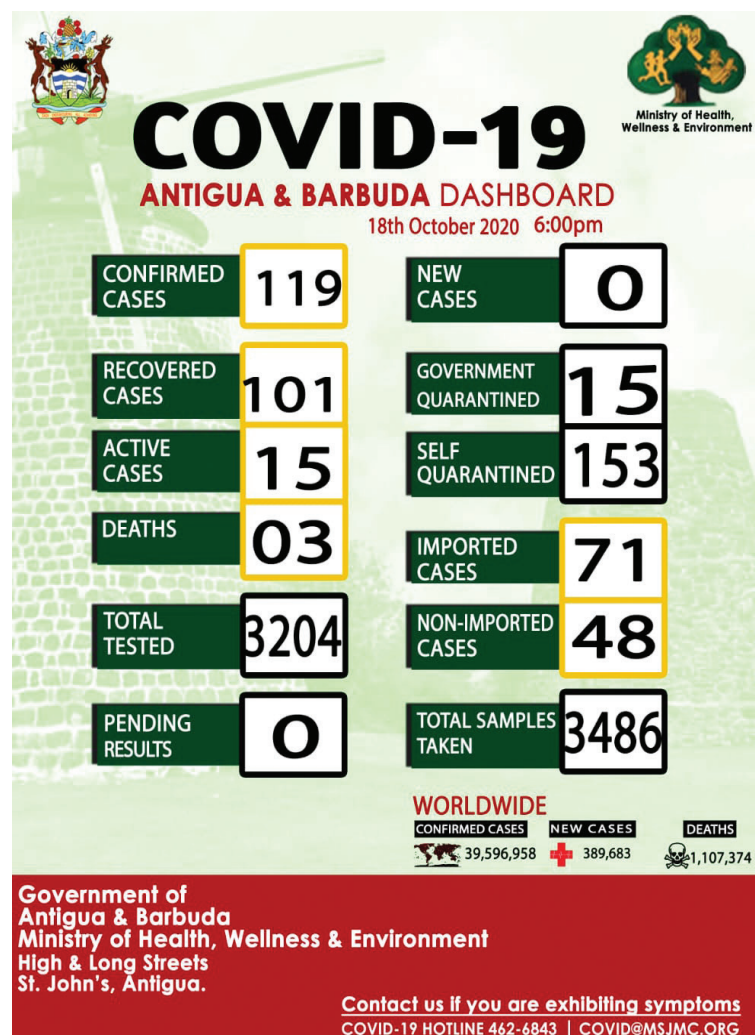 Ministry of Health,
Wellness & Environment
COVID-19
ANTIGUA & BARBUDA DASHBOARD
18th October 2020 6:00pm
CONFIRMED
CASES
119
RECOVERED
CASES
101
ACTIVE
CASES
15
DEATHS
03
TOTAL
TESTED
3204
PENDING
RESULTS
0
NEW
CASES
0
GOVERNMENT
QUARANTINED
15
SELF
QUARANTINED
153
IMPORTED
CASES
71
NON-IMPORTED
CASES
48
TOTAL SAMPLES
TAKEN
3486
WORLDWIDE
CONFIRMED CASES
39,596,958
NEW CASES
389,683
DEATHS
1,107,374
Government of
Antigua & Barbuda
Ministry of Health, Wellness & Environment
High & Long Streets
St. John's, Antigua.
Contact us if you are exhibiting symptoms
COVID-19 HOTLINE 462-6843 | COVID@MSJMC.ORG